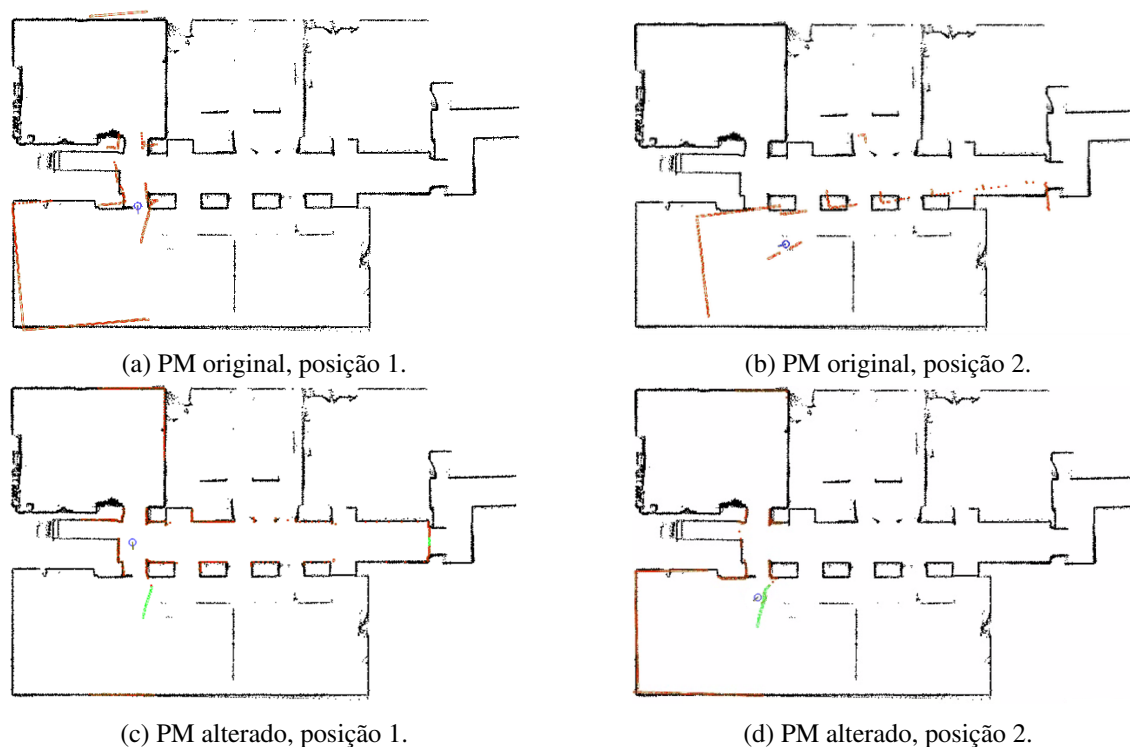 (a) PM original, posição 1.
(b) PM original, posição 2.
(c) PM alterado, posição 1.
(d) PM alterado, posição 2.